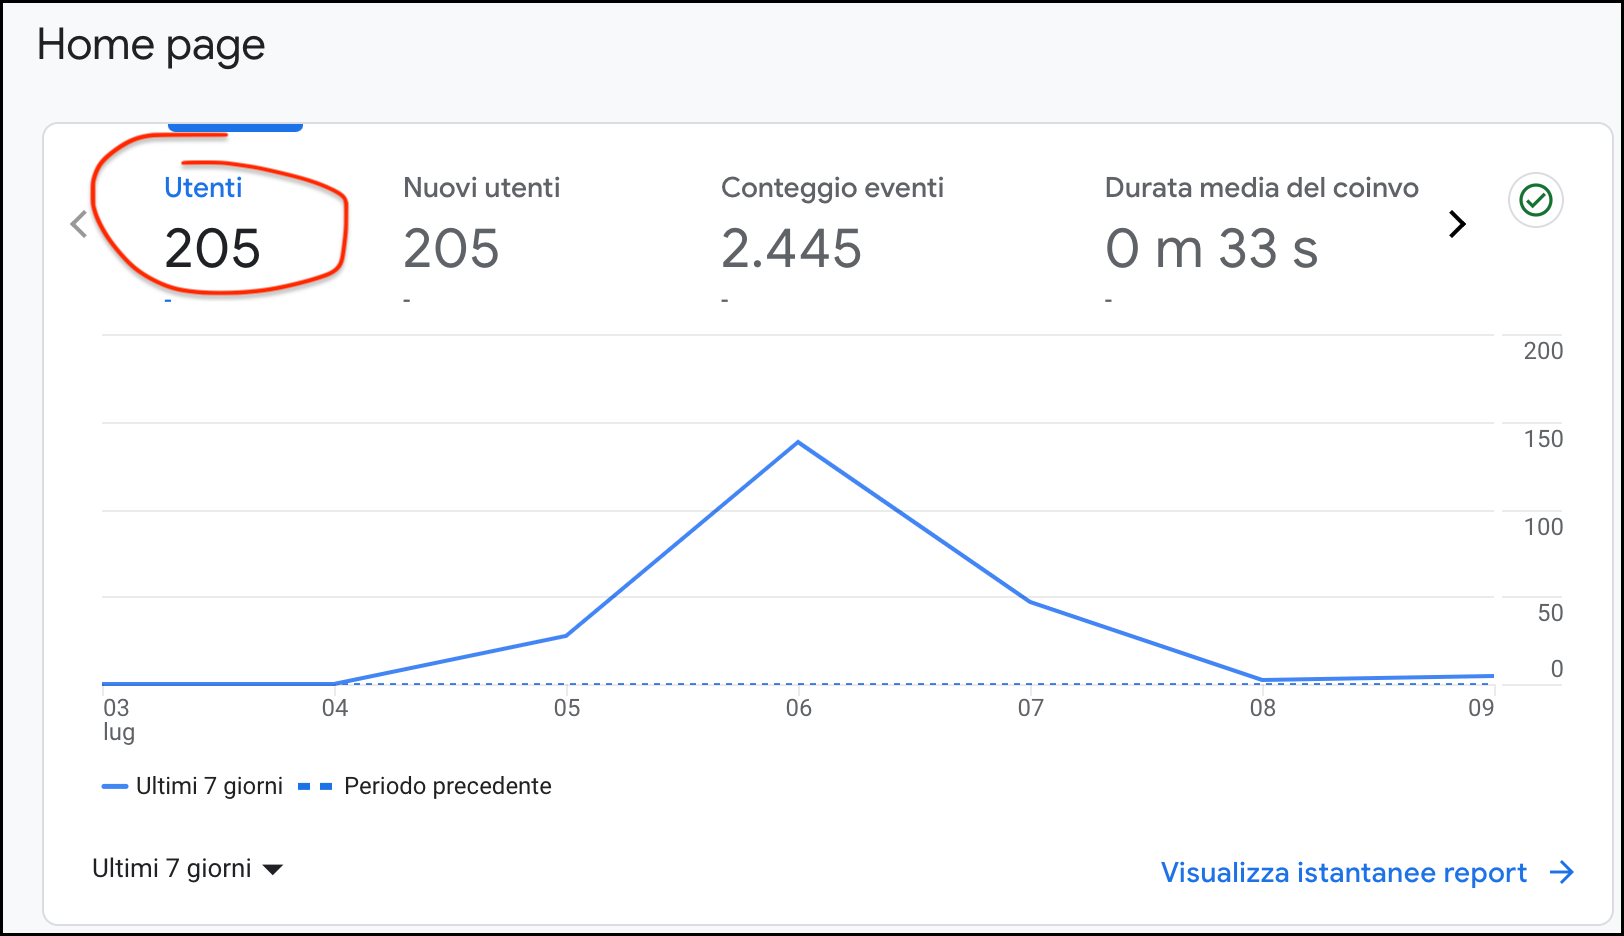 Home page
Utenti
205
-
Nuovi utenti
205
-
Conteggio eventi
2.445
-
Durata media del coinvo
0 m 33 s
-
200
150
100
50
0
03
lug
04
05
06
07
08
09
Ultimi 7 giorni
Periodo precedente
Ultimi 7 giorni
Visualizza istantanee report